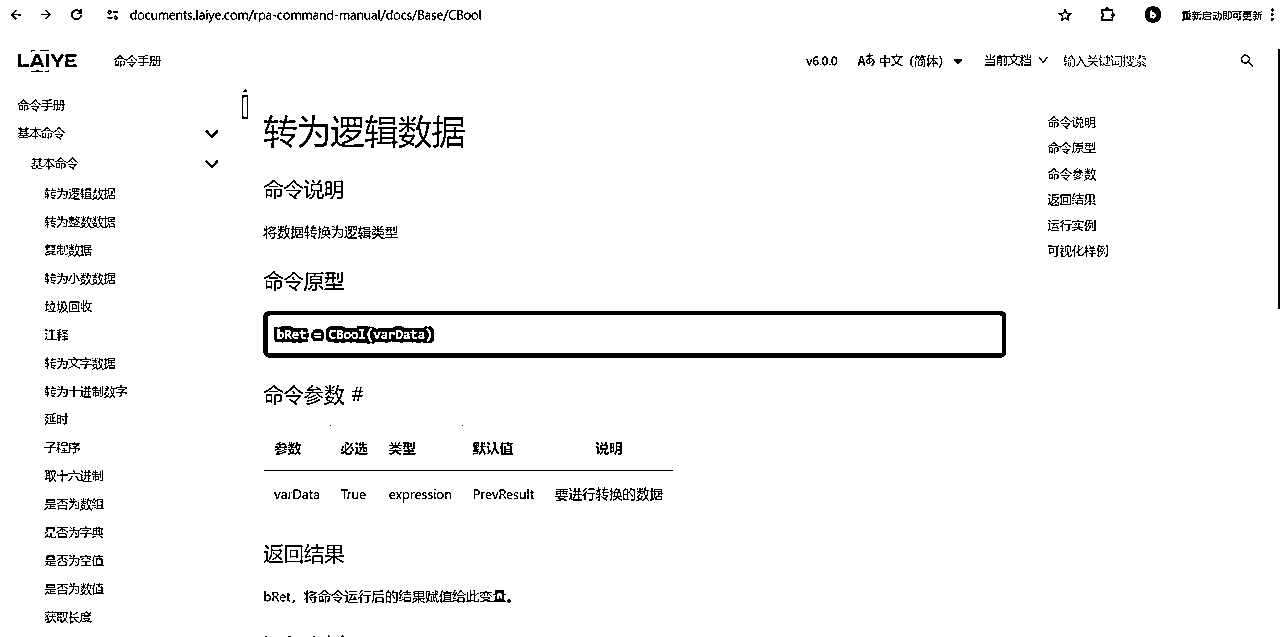 documents.laiye.com/rpa-command-manual/docs/Base/CBool
重新启动即可更新
LAIYE
命令手册
v6.0.0
中文 (简体)
当前文档
输入关键词搜索
命令手册
基本命令
基本命令
转为逻辑数据
转为整数数据
复制数据
转为小数数据
垃圾回收
注释
转为文字数据
转为十进制数字
延时
子程序
取十六进制
是否为数组
是否为字典
是否为空值
是否为数值
获取长度
转为逻辑数据
命令说明
将数据转换为逻辑类型
命令原型
bRet = CBool(varData)
命令参数 #
参数 必选 类型 默认值 说明
varData True expression PrevResult 要进行转换的数据
返回结果
bRet，将命令运行后的结果赋值给此变量。
命令说明
命令原型
命令参数
返回结果
运行实例
可视化样例